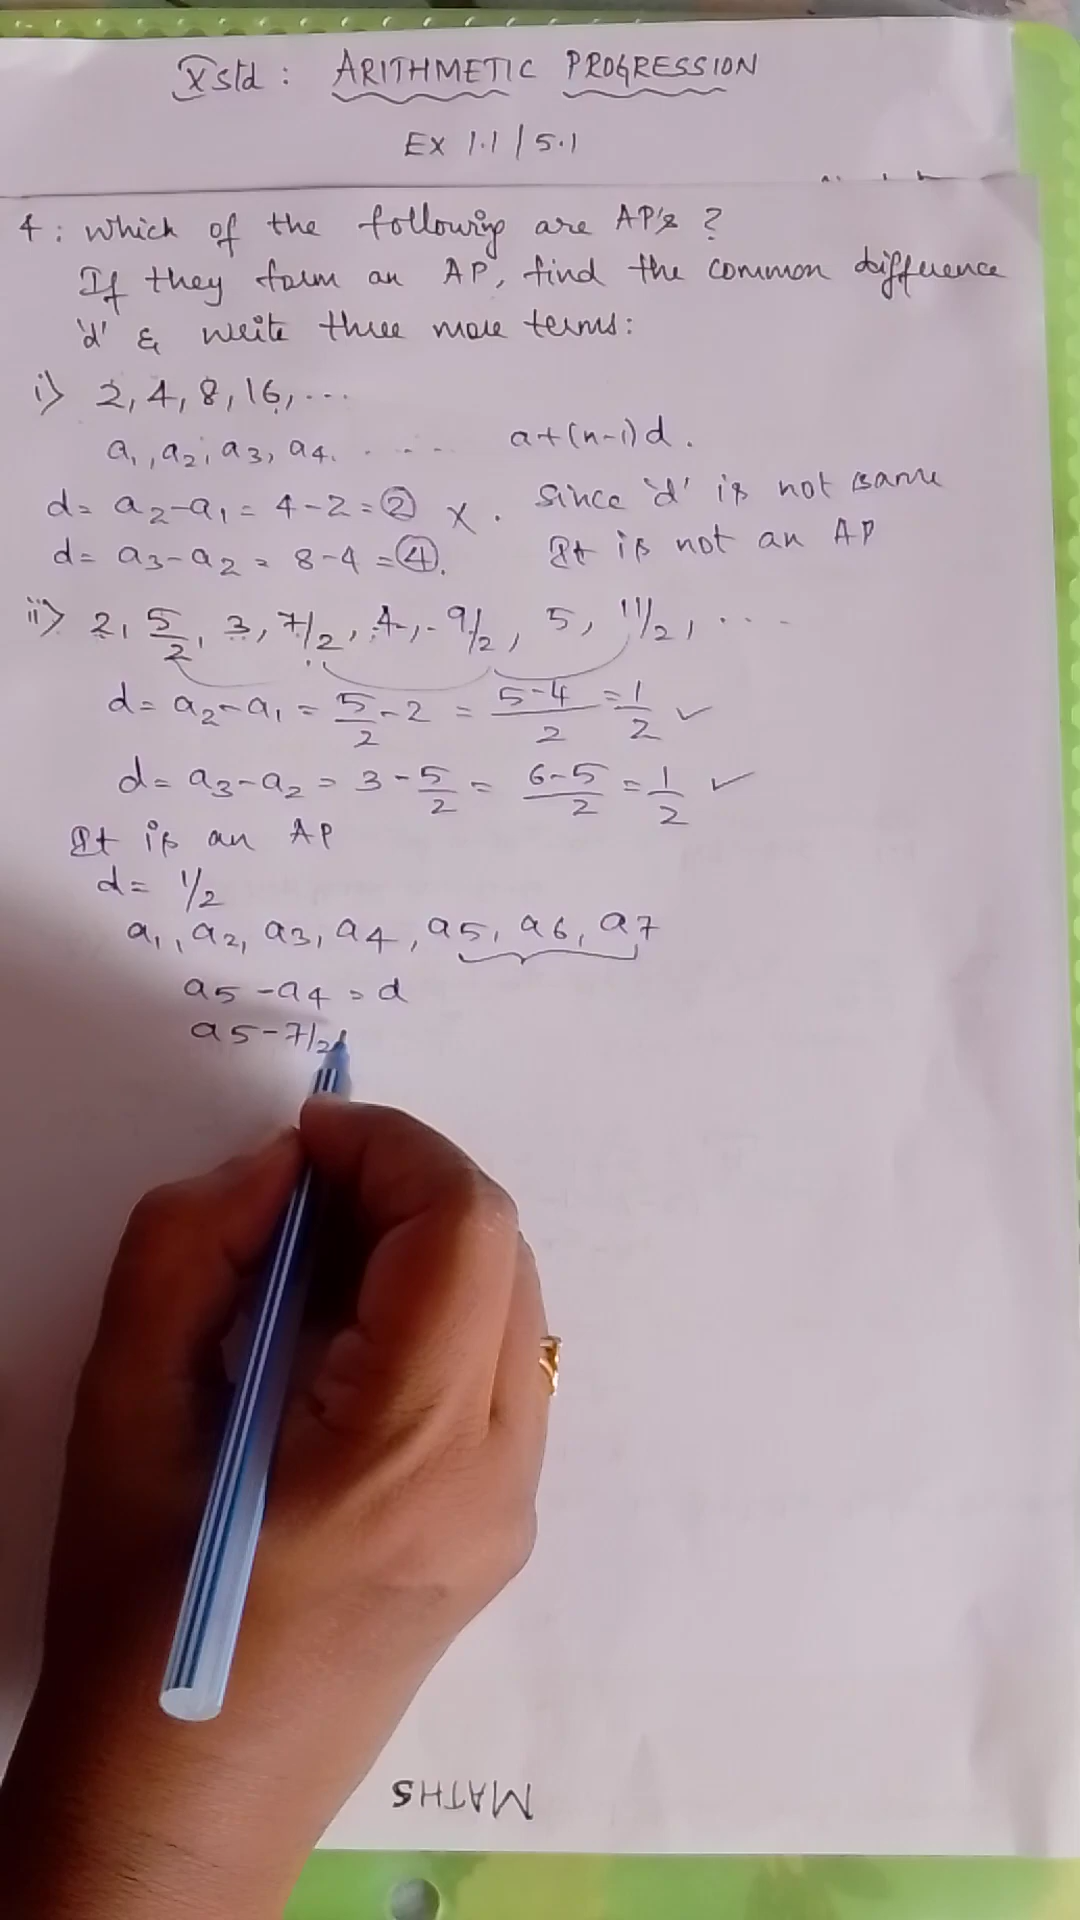 X std : ARITHMETIC PROGRESSION
Ex 1.1 / 5.1
4: which of the following are AP's ?
If they form an AP, find the common difference
'd' & write three more terms:
i) 2, 4, 8, 16, ...
a1, a2, a3, a4. . - - - a+(n-1)d.
d= a2-a1 = 4-2 = 2 x . Since 'd' is not same
d= a3-a2 = 8-4 = 4. It is not an AP
ii) 2, 5/2, 3, 7/2, 4, 9/2, 5, 11/2, ....
d= a2-a1 = 5/2 - 2 = 5-4/2 = 1/2 ✓
d= a3-a2 = 3 - 5/2 = 6-5/2 = 1/2 ✓
It is an AP
d= 1/2
a1, a2, a3, a4, a5, a6, a7
a5 - a4 = d
a5 - 7/2
MATHS